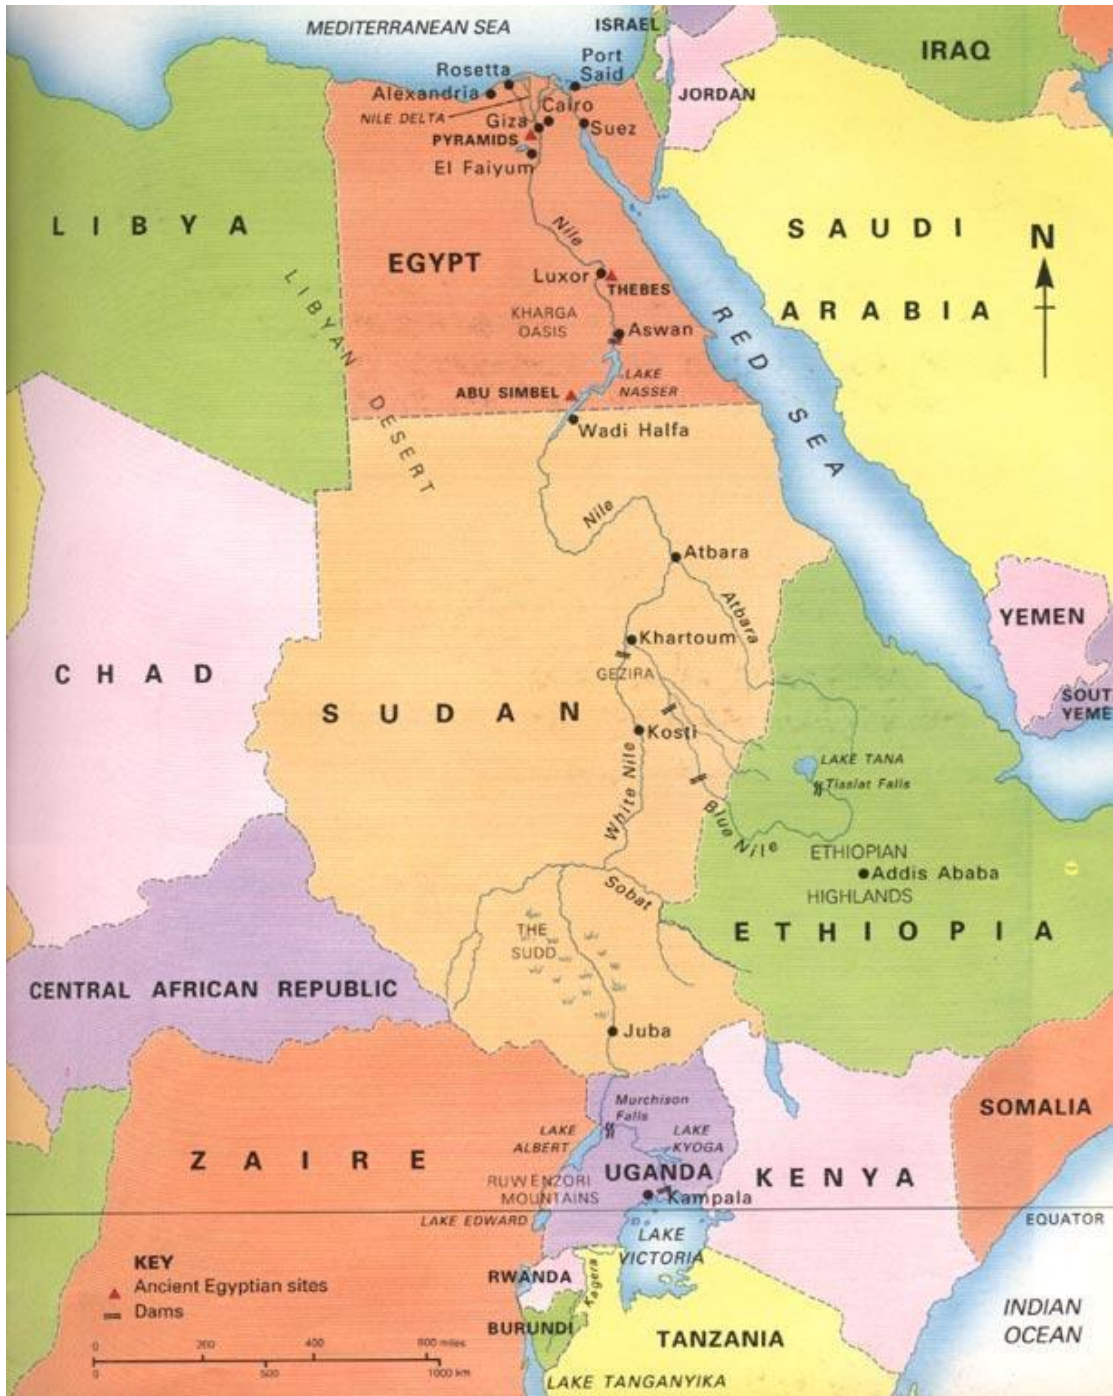 MEDITERRANEAN SEA
ISRAEL
IRAQ
Port
Said
Rosetta
Alexandria
JORDAN
NILE DELTA
Cairo
Giza
Suez
PYRAMIDS
El Faiyum
LIBYA
SAUDI
ARABIA
N
Nile
EGYPT
LIBYAN DESERT
Luxor
THEBES
KHARGA
OASIS
Aswan
RED SEA
LAKE
NASSER
ABU SIMBEL
Wadi Halfa
Nile
Atbara
Atbara
YEMEN
Khartoum
GEZIRA
CHAD
SUDAN
SOUT
YEME
Kosti
LAKE TANA
Tissiat Falls
White Nile
Blue Nile
ETHIOPIAN
HIGHLANDS
Addis Ababa
Sobat
THE
SUDD
ETHIOPIA
CENTRAL AFRICAN REPUBLIC
Juba
Murchison
Falls
SOMALIA
LAKE
ALBERT
LAKE
KYOGA
ZAIRE
UGANDA
KENYA
RUWENZORI
MOUNTAINS
Kampala
LAKE EDWARD
EQUATOR
LAKE
VICTORIA
KEY
Ancient Egyptian sites
Dams
RWANDA
Kagera
BURUNDI
TANZANIA
INDIAN
OCEAN
0 200 400 600 miles
0 500 1000 km
LAKE TANGANYIKA